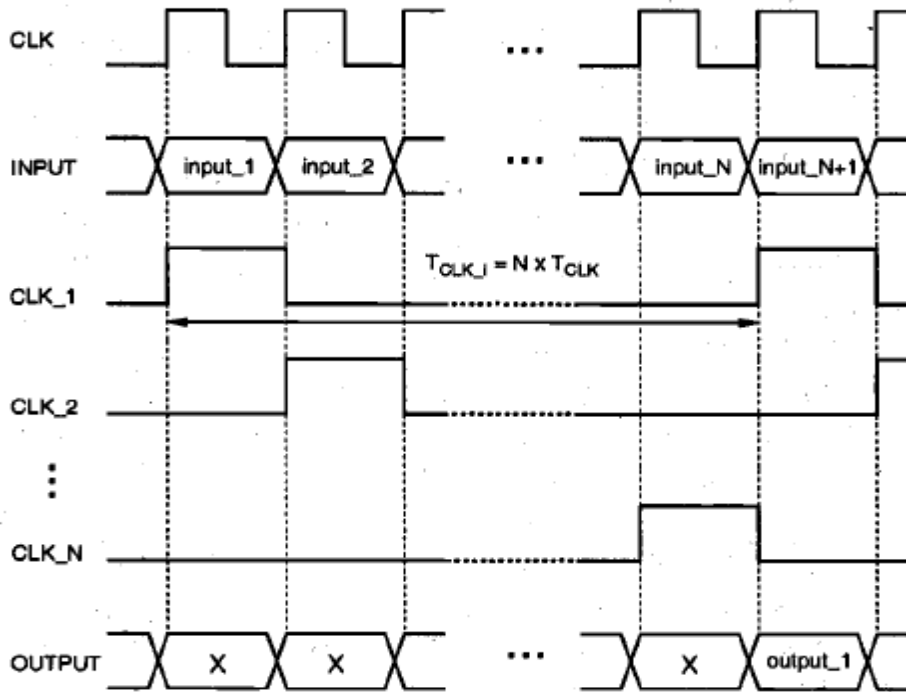 CLK
INPUT input_1 input_2 input_N input_N+1
T_CLK_i = N x T_CLK
CLK_1
CLK_2
CLK_N
OUTPUT X X X output_1